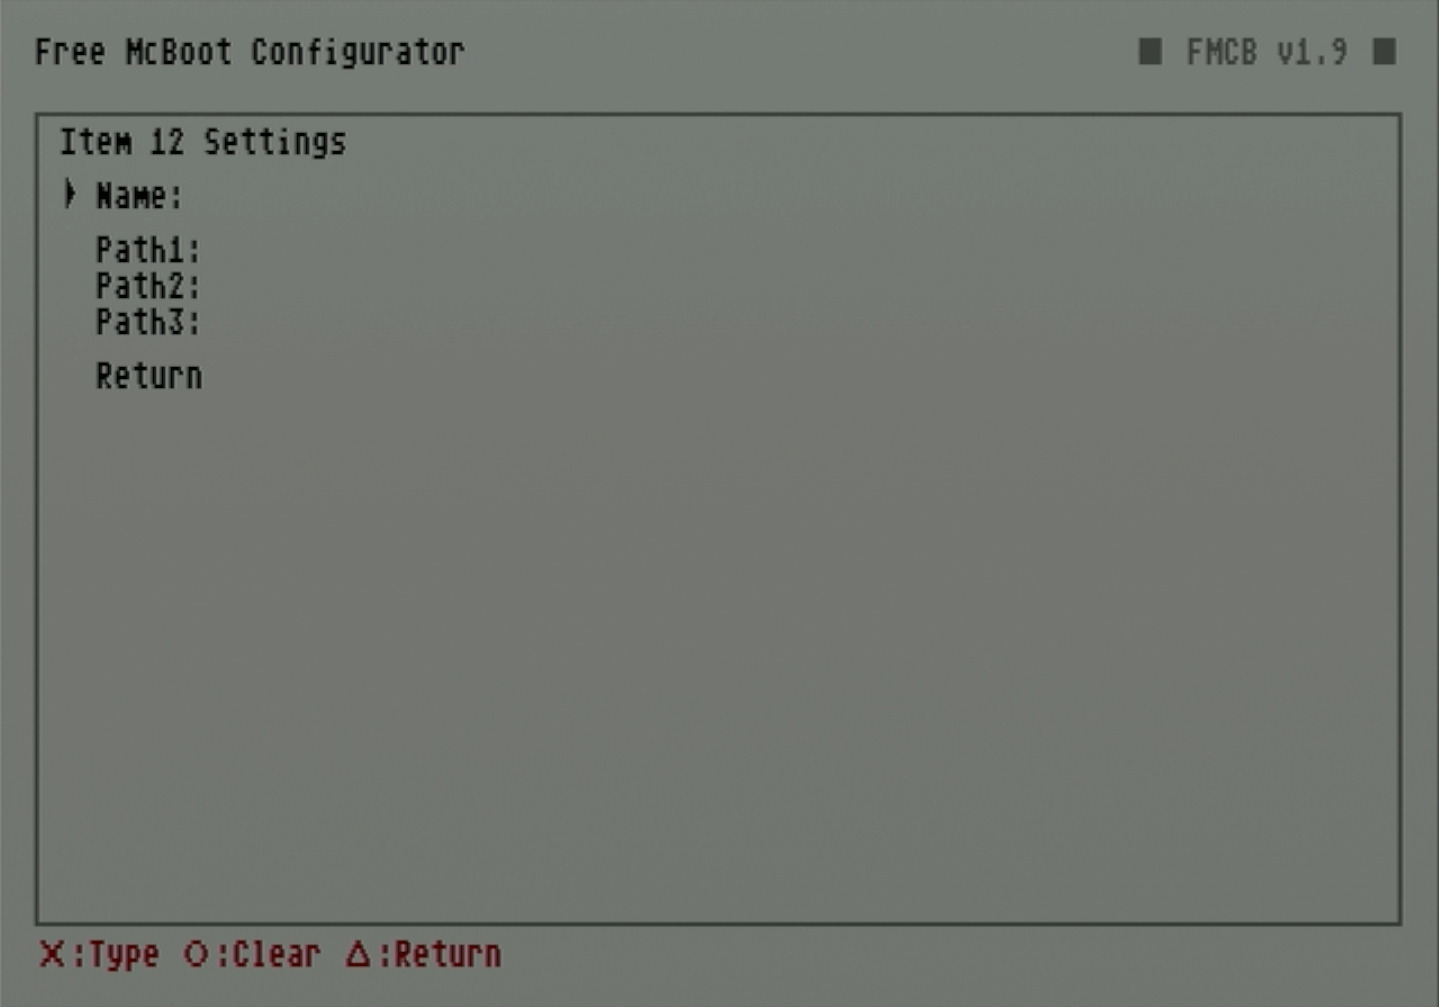 Free McBoot Configurator
■ FMCB v1.9 ■
Item 12 Settings
Name:
Path1:
Path2:
Path3:
Return
X:Type O:Clear Δ:Return